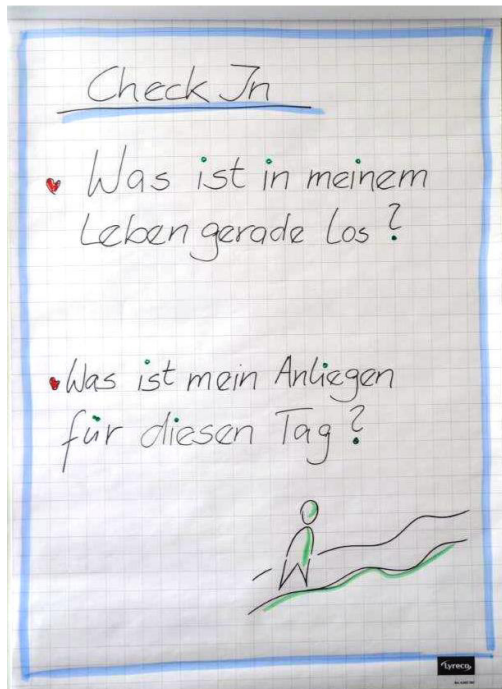 Check In
Was ist in meinem
Leben gerade los?
Was ist mein Anliegen
für diesen Tag?
Lyreco